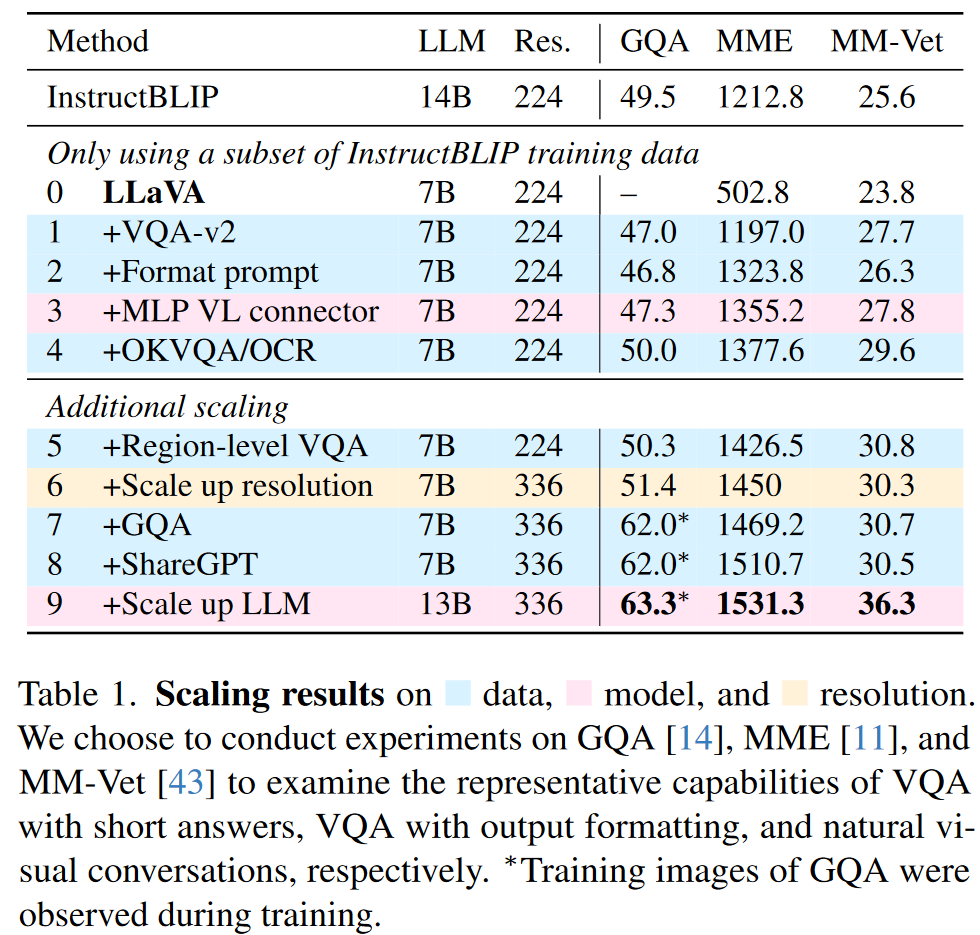 Method LLM Res. GQA MME MM-Vet
InstructBLIP 14B 224 49.5 1212.8 25.6
Only using a subset of InstructBLIP training data
0 LLaVA 7B 224 – 502.8 23.8
1 +VQA-v2 7B 224 47.0 1197.0 27.7
2 +Format prompt 7B 224 46.8 1323.8 26.3
3 +MLP VL connector 7B 224 47.3 1355.2 27.8
4 +OKVQA/OCR 7B 224 50.0 1377.6 29.6
Additional scaling
5 +Region-level VQA 7B 224 50.3 1426.5 30.8
6 +Scale up resolution 7B 336 51.4 1450 30.3
7 +GQA 7B 336 62.0* 1469.2 30.7
8 +ShareGPT 7B 336 62.0* 1510.7 30.5
9 +Scale up LLM 13B 336 63.3* 1531.3 36.3
Table 1. Scaling results on data, model, and resolution.
We choose to conduct experiments on GQA [14], MME [11], and
MM-Vet [43] to examine the representative capabilities of VQA
with short answers, VQA with output formatting, and natural vi-
sual conversations, respectively. *Training images of GQA were
observed during training.